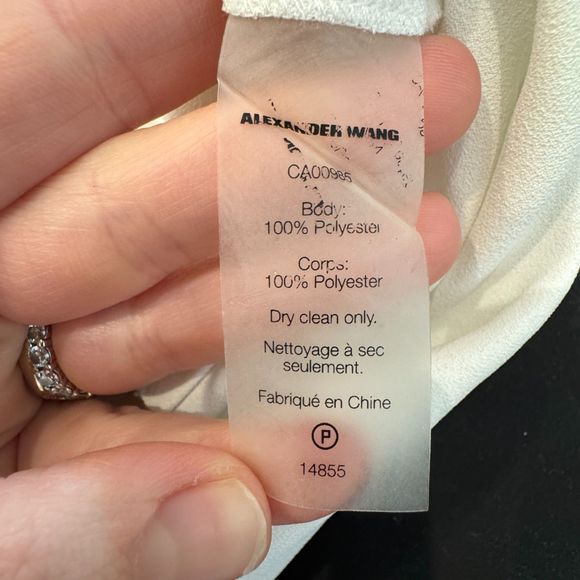 ALEXANDER WANG
CA00985
Body:
100% Polyester
Corps:
100% Polyester
Dry clean only.
Nettoyage à sec
seulement.
Fabriqué en Chine
P
14855